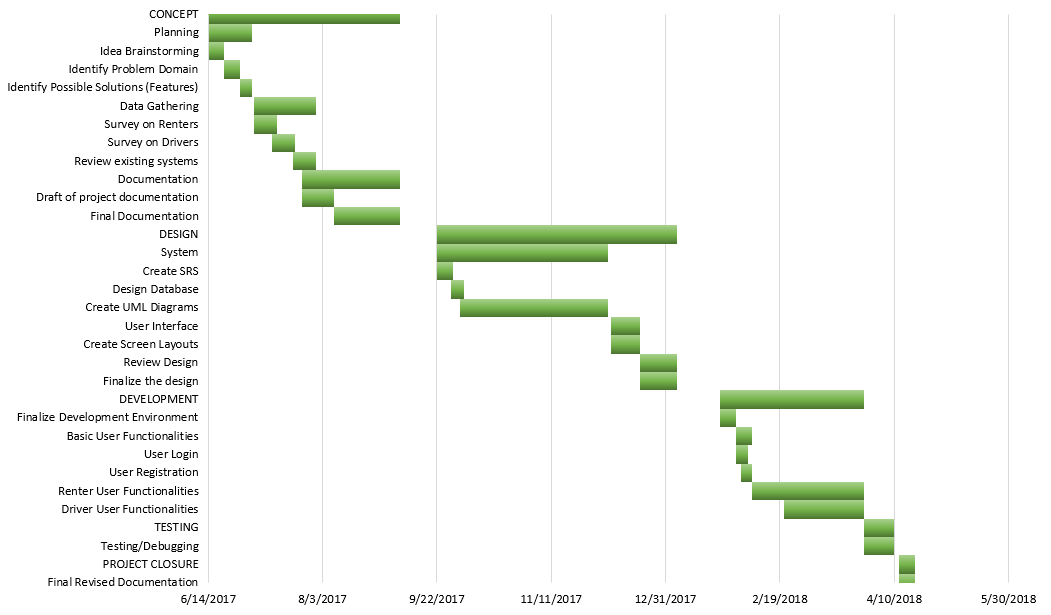 CONCEPT
Planning
Idea Brainstorming
Identify Problem Domain
Identify Possible Solutions (Features)
Data Gathering
Survey on Renters
Survey on Drivers
Review existing systems
Documentation
Draft of project documentation
Final Documentation
DESIGN
System
Create SRS
Design Database
Create UML Diagrams
User Interface
Create Screen Layouts
Review Design
Finalize the design
DEVELOPMENT
Finalize Development Environment
Basic User Functionalities
User Login
User Registration
Renter User Functionalities
Driver User Functionalities
TESTING
Testing/Debugging
PROJECT CLOSURE
Final Revised Documentation
6/14/2017 8/3/2017 9/22/2017 11/11/2017 12/31/2017 2/19/2018 4/10/2018 5/30/2018